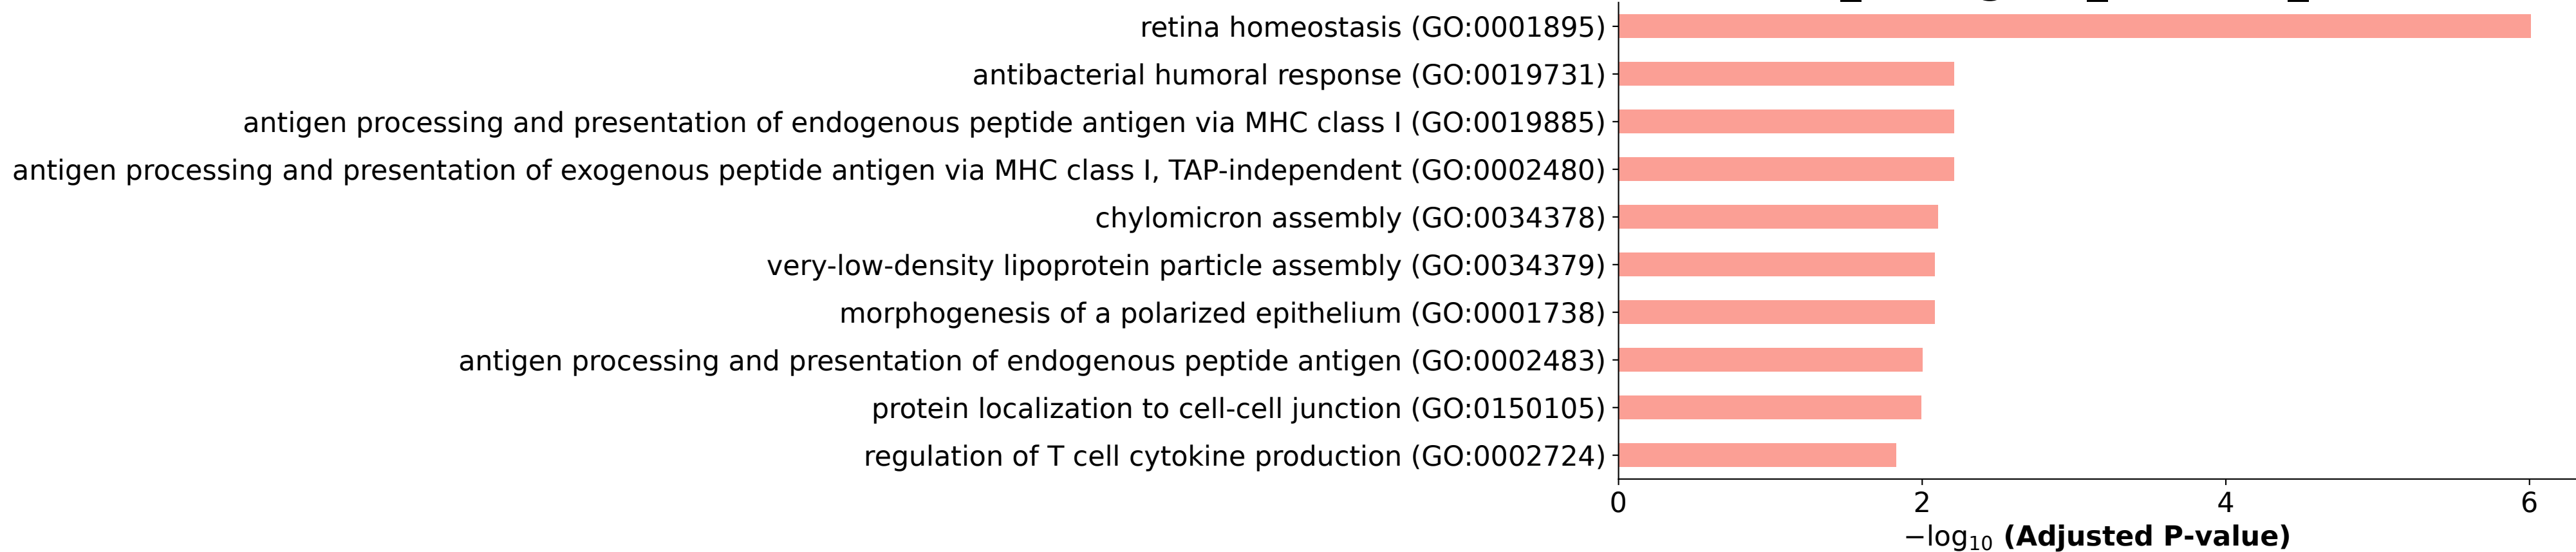 retina homeostasis (GO:0001895)
antibacterial humoral response (GO:0019731)
antigen processing and presentation of endogenous peptide antigen via MHC class I (GO:0019885)
antigen processing and presentation of exogenous peptide antigen via MHC class I, TAP-independent (GO:0002480)
chylomicron assembly (GO:0034378)
very-low-density lipoprotein particle assembly (GO:0034379)
morphogenesis of a polarized epithelium (GO:0001738)
antigen processing and presentation of endogenous peptide antigen (GO:0002483)
protein localization to cell-cell junction (GO:0150105)
regulation of T cell cytokine production (GO:0002724)
0 2 4 6
−log₁₀ (Adjusted P-value)